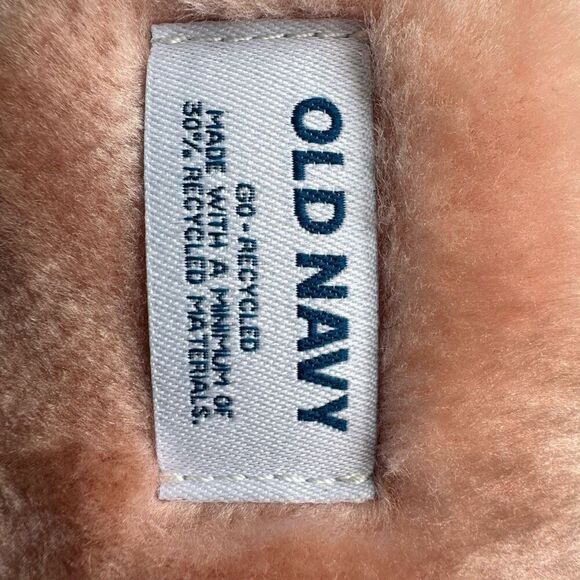 OLD NAVY
GO-RECYCLED
MADE WITH A MINIMUM OF
30% RECYCLED MATERIALS.